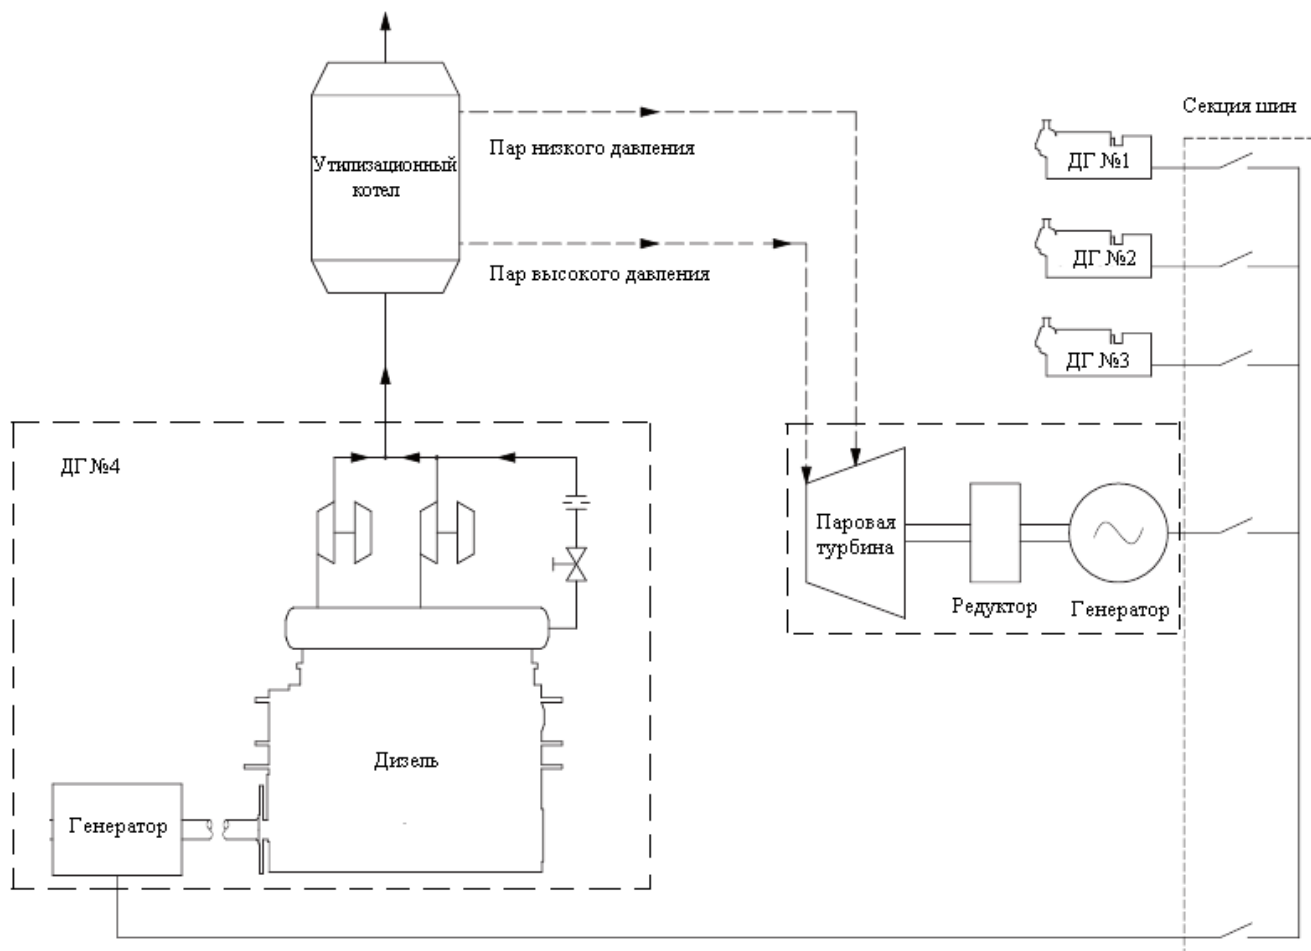 Секция шин
Утилизационный
котел
Пар низкого давления
Пар высокого давления
ДГ №1
ДГ №2
ДГ №3
ДГ №4
Паровая
турбина
Редуктор
Генератор
Дизель
Генератор